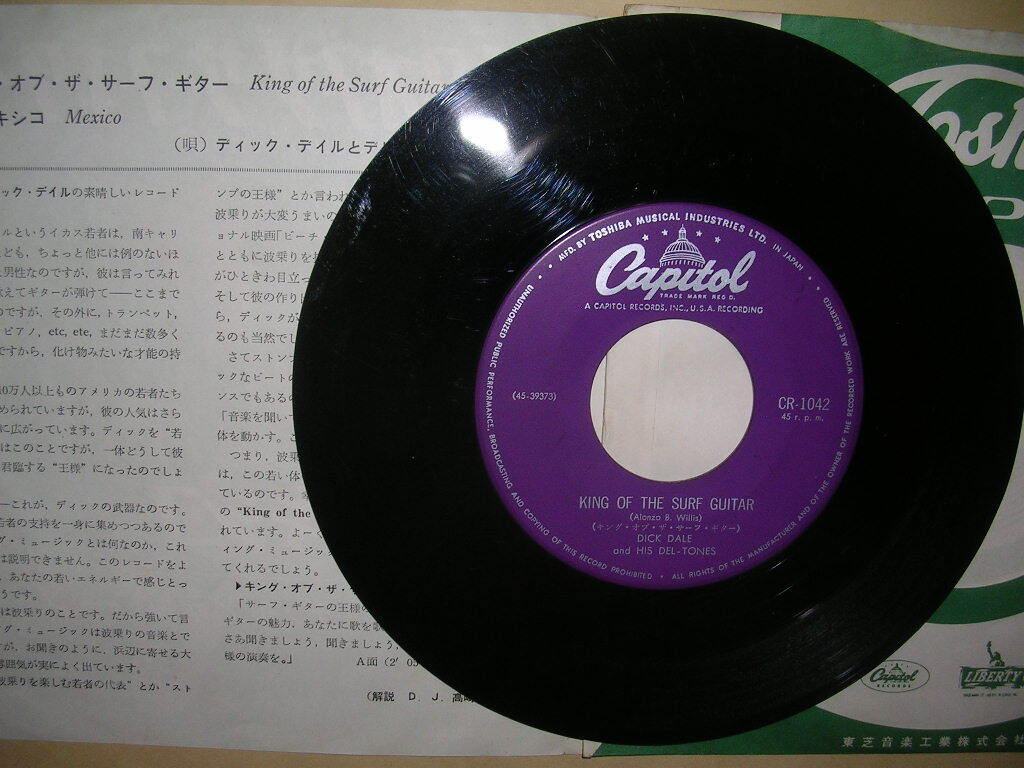 ・オブ・ザ・サーフ・ギター King of the Surf Guitar
キシコ Mexico
(唄) ディック・デイルとデ
ック・デイルの素晴しいレコード
ルというイカス若者は,南キャリ
ども,ちょっと他には例のないほ
男性なのですが,彼は言ってみれ
歌えてギターが弾けて——ここまで
のですが,その外に,トランペット,
ピアノ,etc, ete, まだまだ数多く
ですから,化け物みたいな才能の持
0万人以上ものアメリカの若者たち
められていますが,彼の人気はさら
に広がっています。ディックを“若
はこのことですが,一体どうして彼
君臨する“王様”になったのでしょ
——これが,ディックの武器なのです。
若者の支持を一身に集めつつあるので
グ・ミュージックとは何なのか,これ
は説明できません。このレコードをよ
,あなたの若いエネルギーで感じとっ
うです。
は波乗りのことです。だから強いて言
ング・ミュージックは波乗りの音楽とで
が,お聞きのように,浜辺に寄せる大
雰囲気が実によく出ています。
波乗りを楽しむ若者の代表”とか“スト
ンプの王様”とか言われ
波乗りが大変うまいの
ョナル映画「ビーチ
とともに波乗りを
がひときわ目立っ
そして彼の作り
ら,ディックが
るのも当然でし
さてストン
ックなビートの
ンスでもある
「音楽を聞いて
体を動かす。
つまり,波乗
は,この若い体
ているのです。
の “King of the
れています。よー
ィング・ミュージッ
てくれるでしょう。
▶キング・オブ・ザ・
「サーフ・ギターの王様
ギターの魅力,あなたに歌を
さあ聞きましょう,聞きましょう,
様の演奏を。」 A面 (2′ 05
(解説 D. J. 高崎
• • MFD. BY TOSHIBA MUSICAL INDUSTRIES LTD. IN JAPAN • •
Capitol
TRADE MARK REG D.
A CAPITOL RECORDS, INC., U.S.A. RECORDING
(45-39373)
CR-1042
45 r. p. m.
KING OF THE SURF GUITAR
(Alonzo B. Willis)
(キング・オブ・ザ・サーフ・ギター)
DICK DALE
and HIS DEL-TONES
UNAUTHORIZED PUBLIC PERFORMANCE, BROADCASTING AND COPYING OF THIS RECORD PROHIBITED • ALL RIGHTS OF THE MANUFACTURER AND OF THE OWNER OF THE RECORDED WORK ARE RESERVED
Tosh
Capitol
RECORDS
LIBERTY
東芝音楽工業株式会社